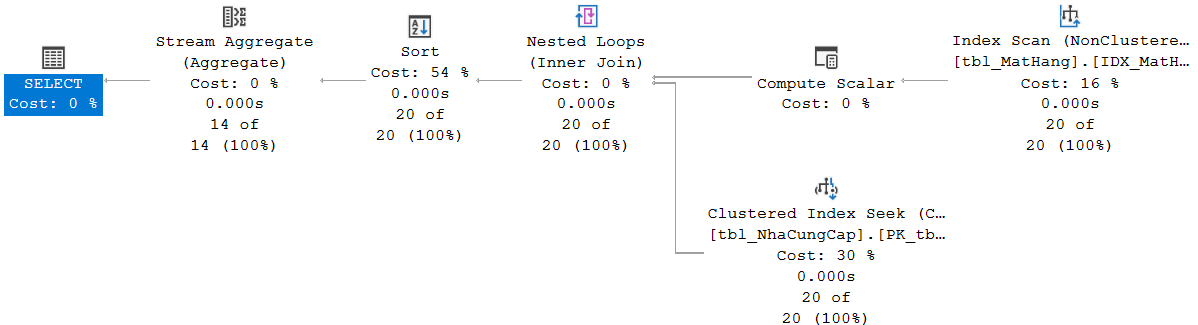 SELECT
Cost: 0 %
Stream Aggregate
(Aggregate)
Cost: 0 %
0.000s
14 of
14 (100%)
Sort
Cost: 54 %
0.000s
20 of
20 (100%)
Nested Loops
(Inner Join)
Cost: 0 %
0.000s
20 of
20 (100%)
Compute Scalar
Cost: 0 %
Index Scan (NonClustere…
[tbl_MatHang].[IDX_MatH…
Cost: 16 %
0.000s
20 of
20 (100%)
Clustered Index Seek (C…
[tbl_NhaCungCap].[PK_tb…
Cost: 30 %
0.000s
20 of
20 (100%)